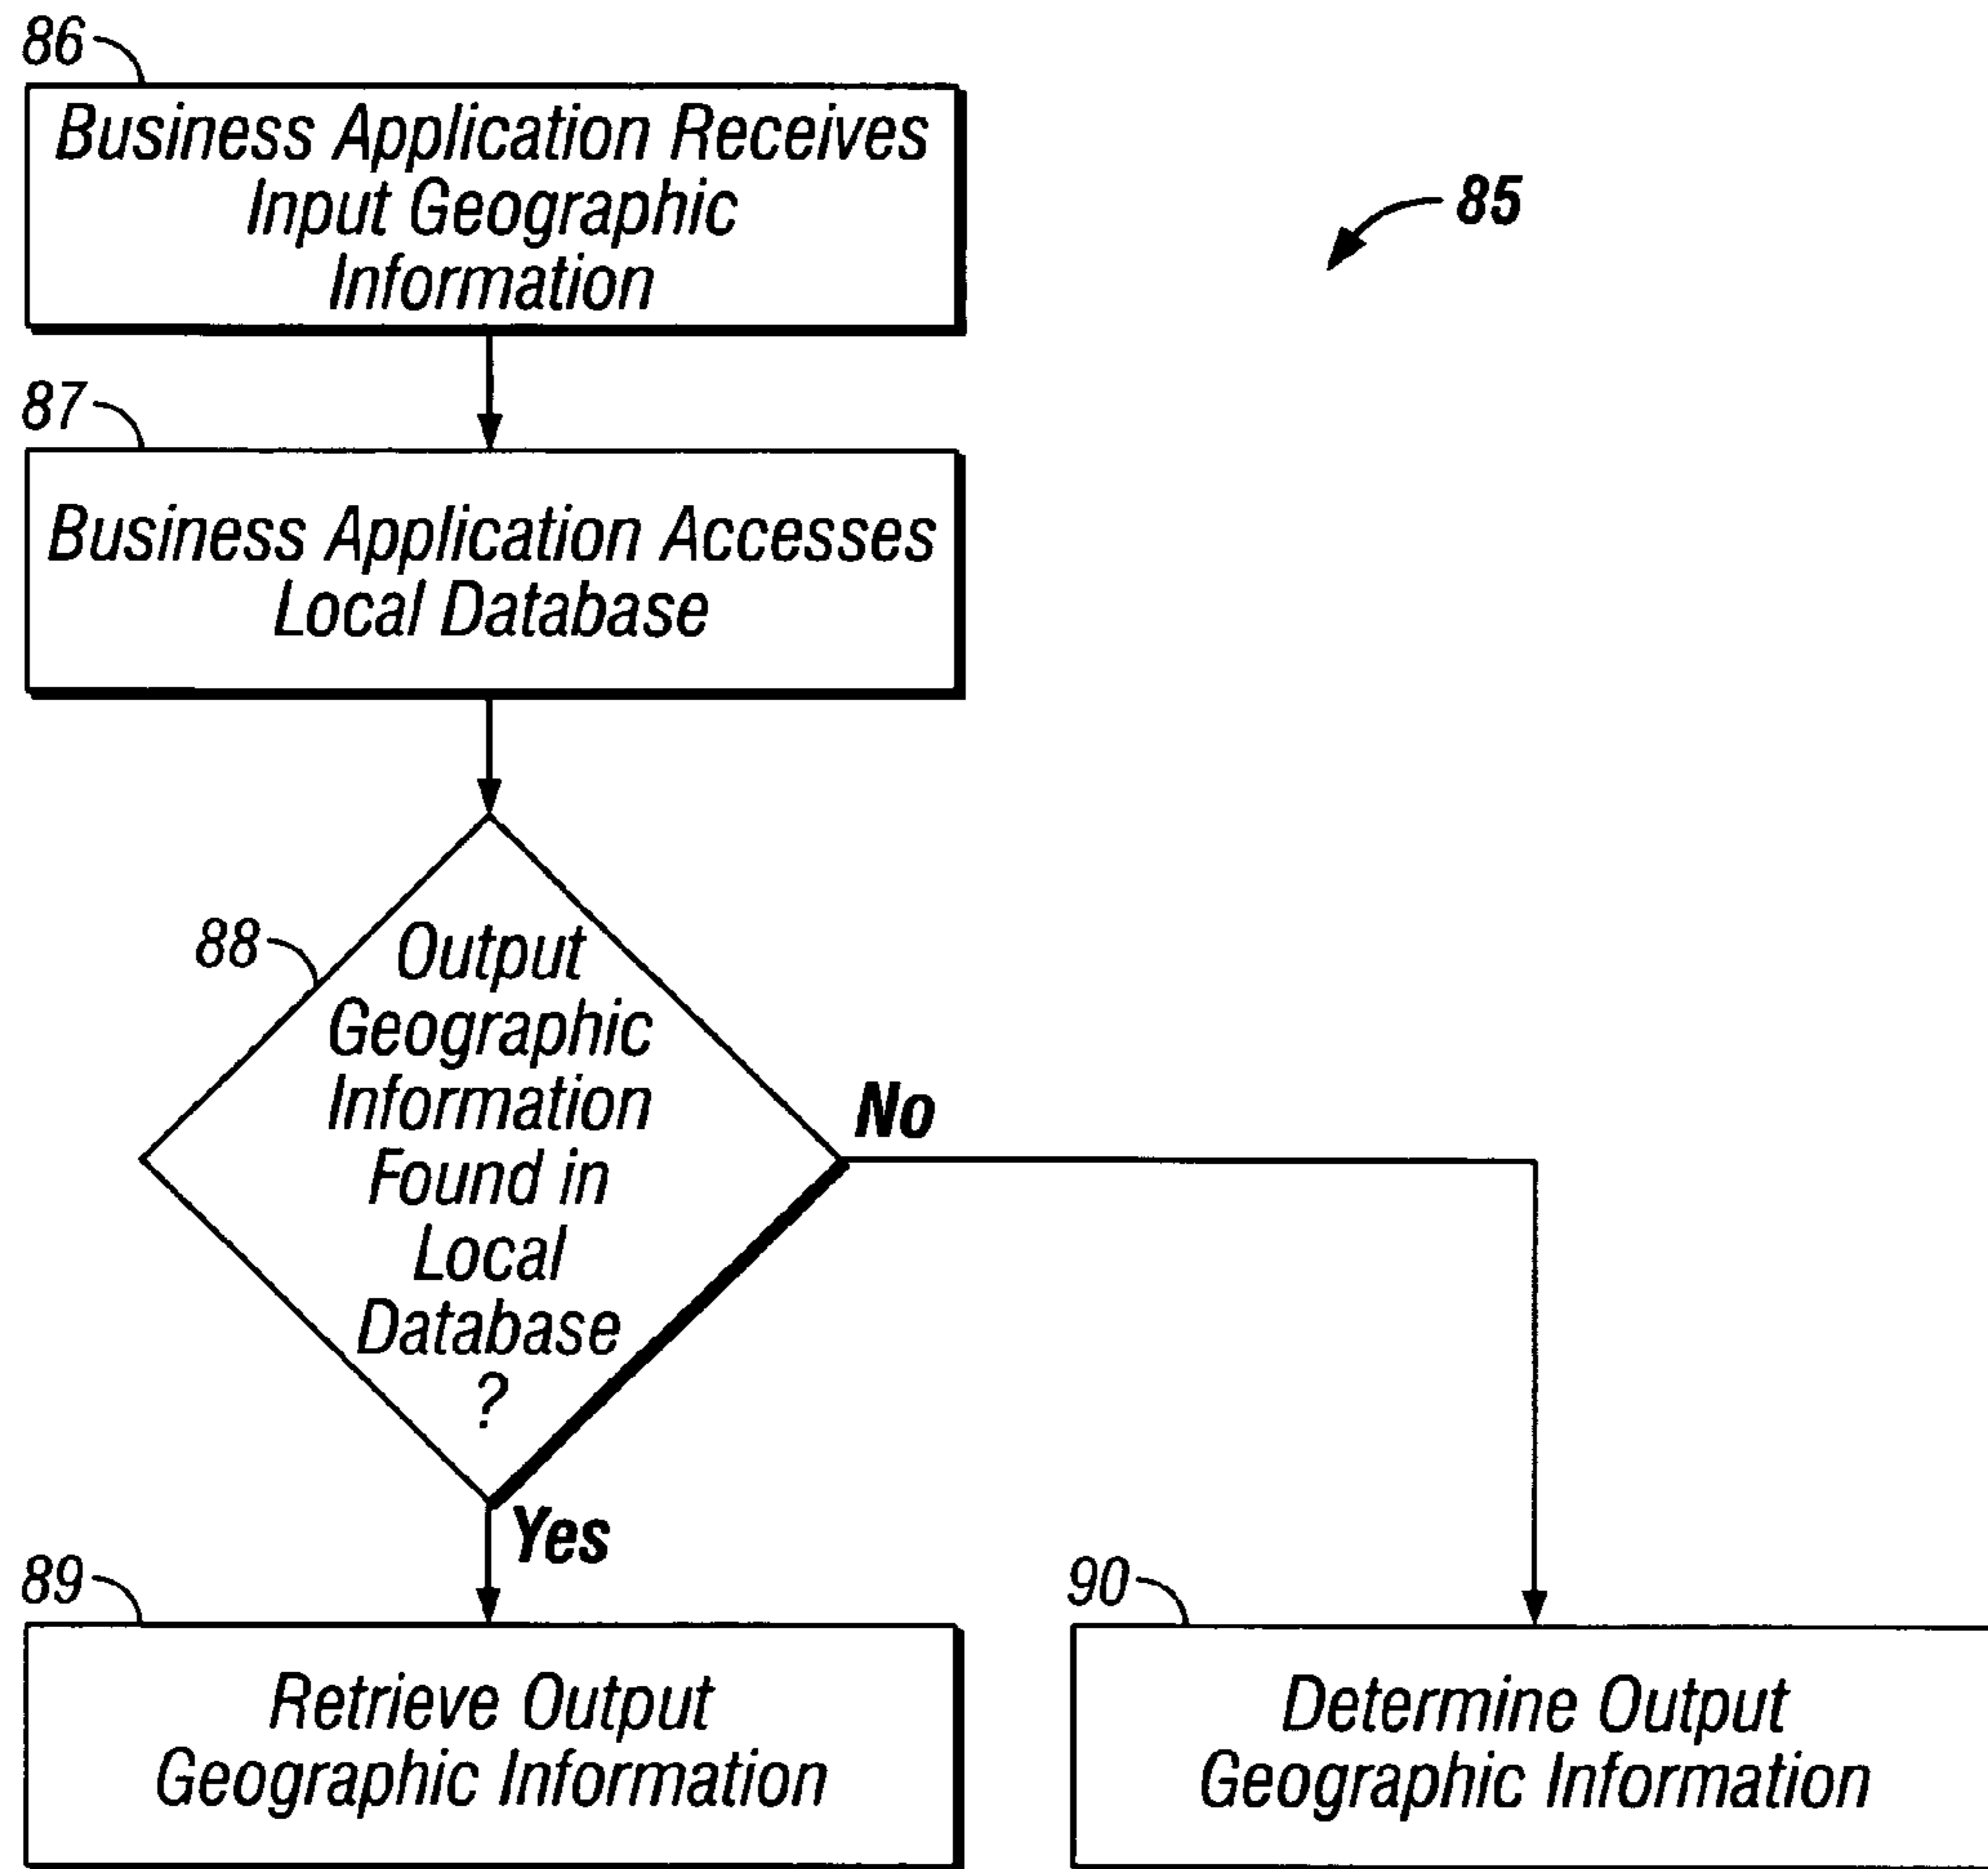 86
Business Application Receives
Input Geographic
Information
85
87
Business Application Accesses
Local Database
88
Output
Geographic
Information
Found in
Local
Database
?
No
Yes
89
Retrieve Output
Geographic Information
90
Determine Output
Geographic Information